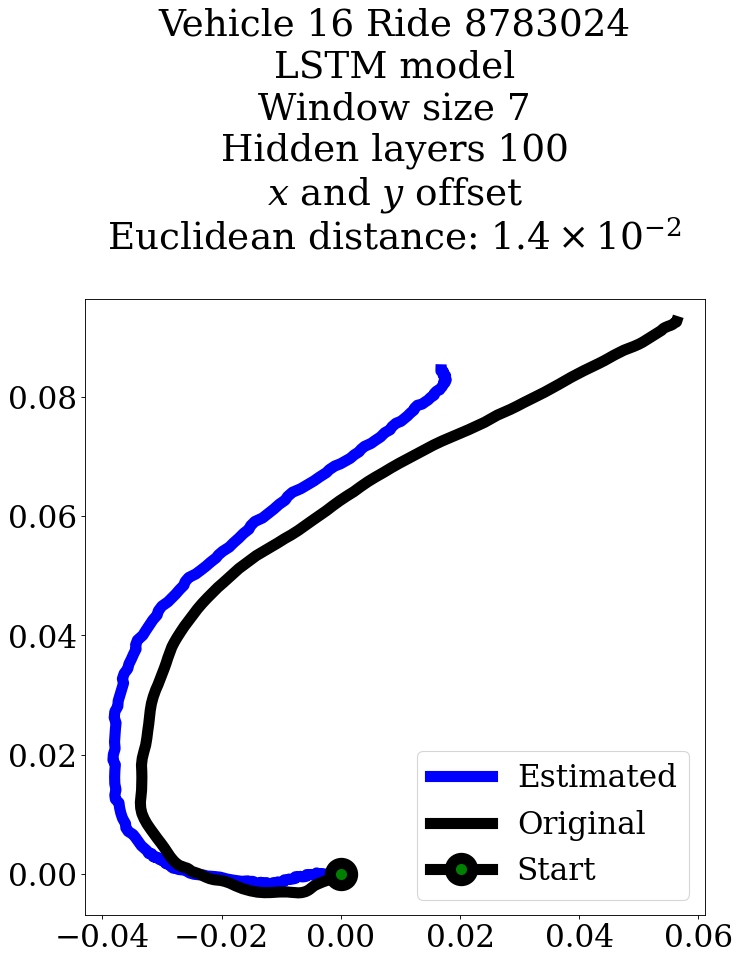 Vehicle 16 Ride 8783024
LSTM model
Window size 7
Hidden layers 100
x and y offset
Euclidean distance: 1.4 × 10⁻²
0.08
0.06
0.04
0.02
0.00
Estimated
Original
Start
−0.04 −0.02 0.00 0.02 0.04 0.06